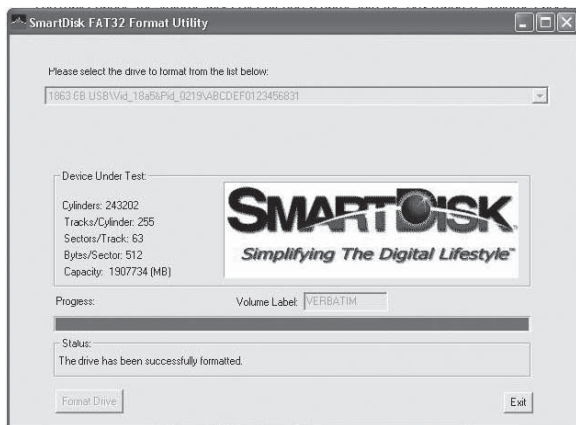 SmartDisk FAT32 Format Utility
Please select the drive to format from the list below:
1863 GB USB\Vid_18a5&Pid_0219\ABCDEF0123456831
Device Under Test:
Cylinders: 243202
Tracks/Cylinder: 255
Sectors/Track: 63
Bytes/Sector: 512
Capacity: 1907734 (MB)
SMARTDISK
Simplifying The Digital Lifestyle™
Progress:
Volume Label: VERBATIM
Status:
The drive has been successfully formatted.
Format Drive
Exit